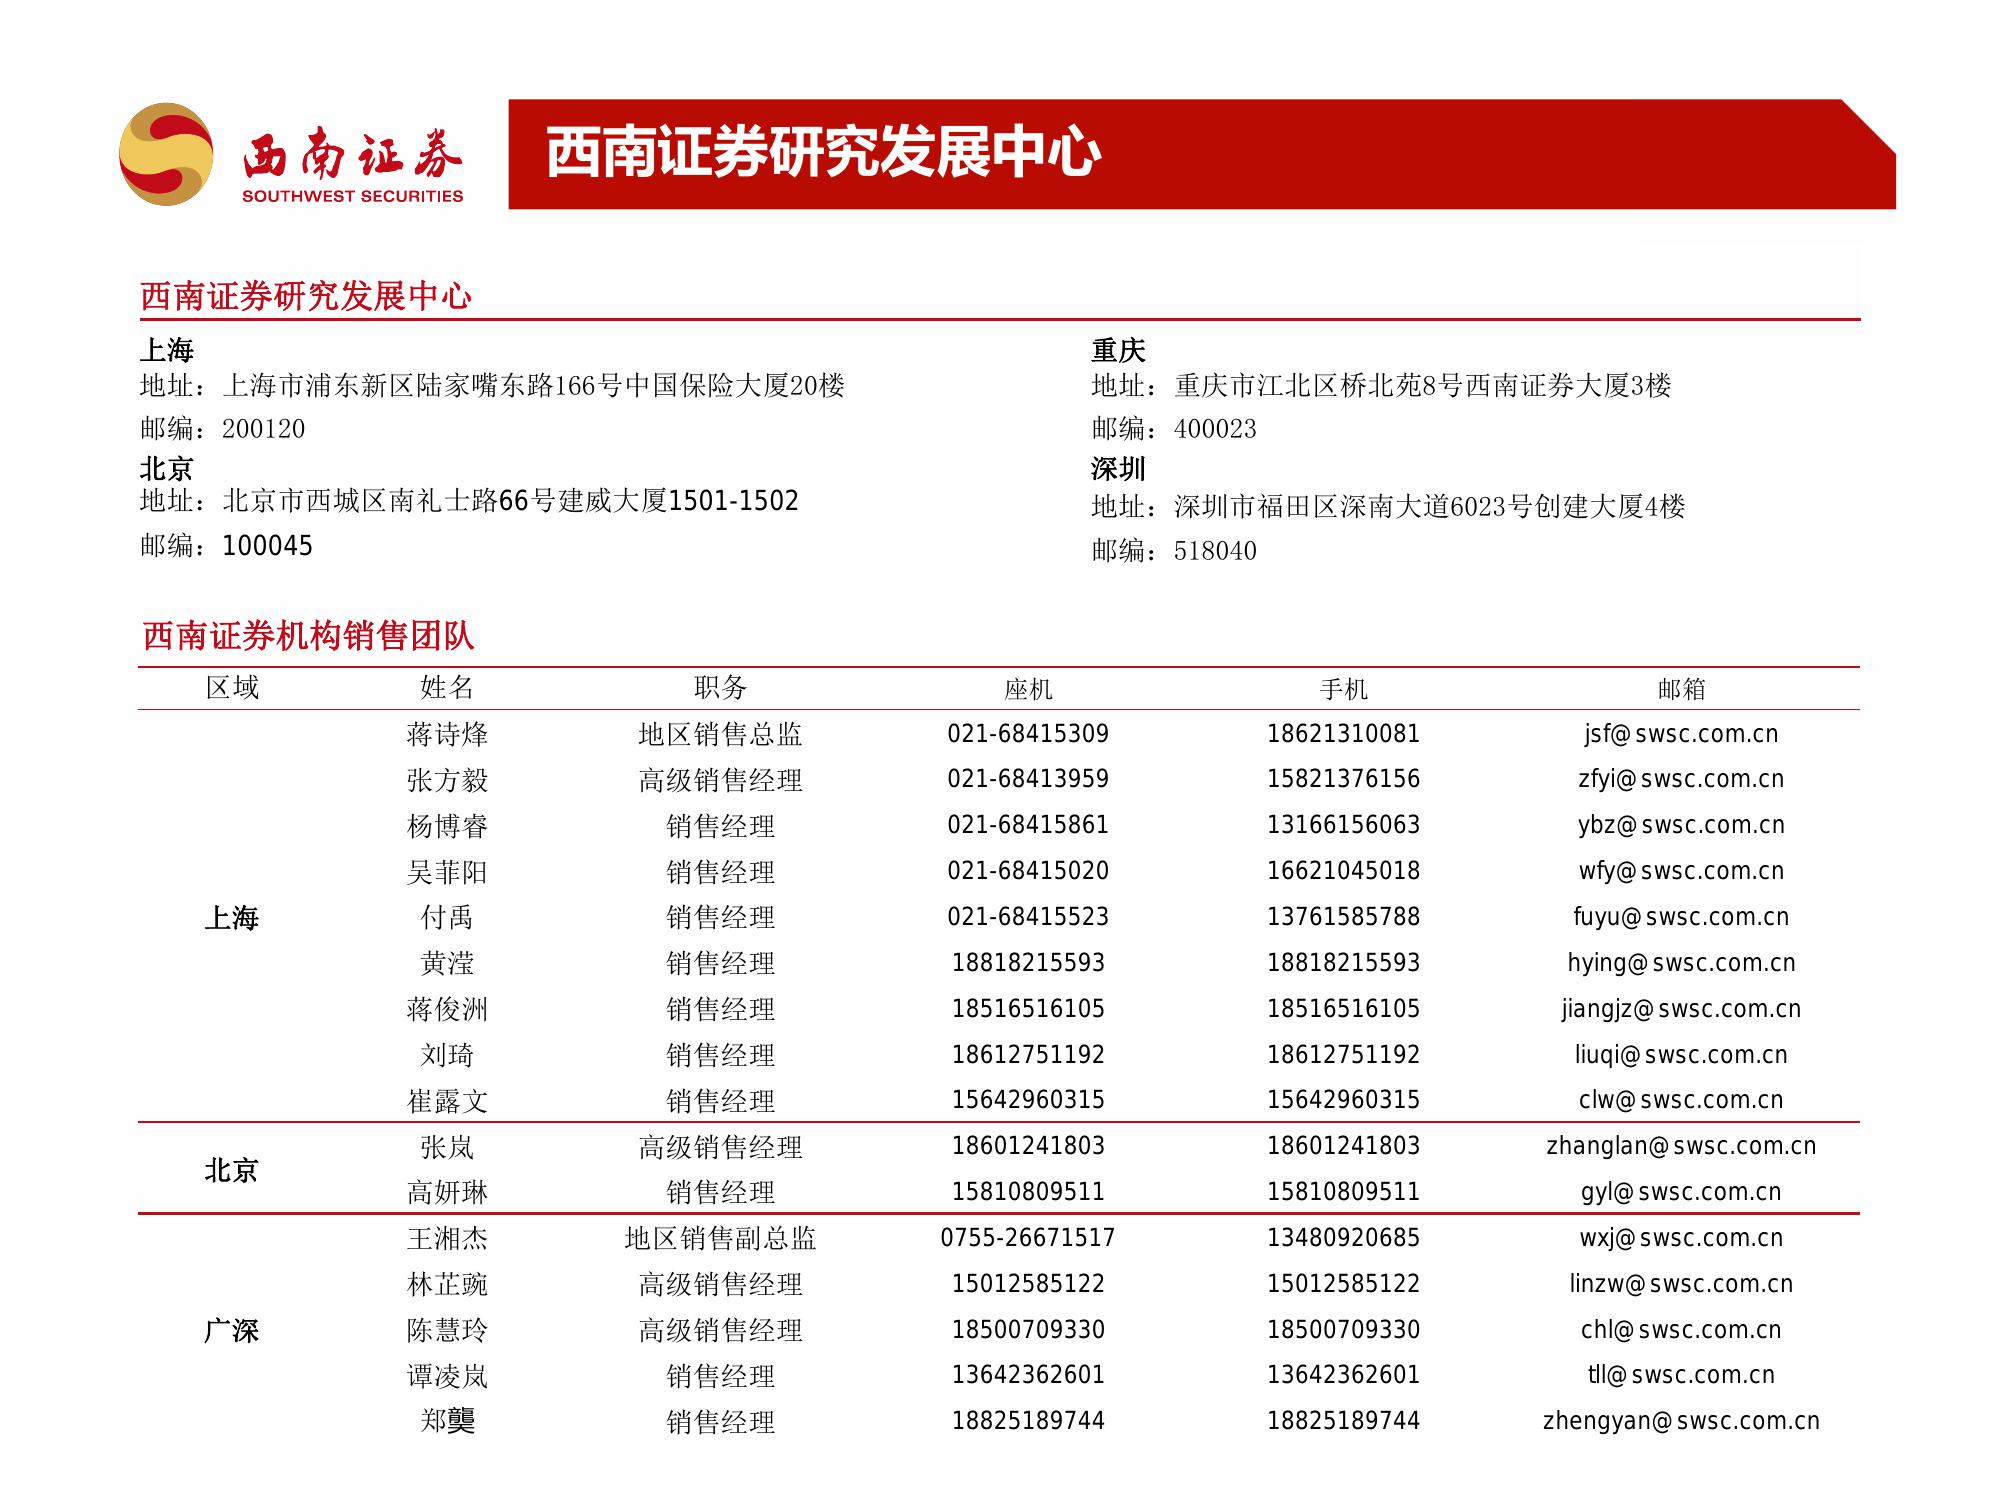 西南证券
SOUTHWEST SECURITIES
西南证券研究发展中心
西南证券研究发展中心
上海
地址：上海市浦东新区陆家嘴东路166号中国保险大厦20楼
邮编：200120
北京
地址：北京市西城区南礼士路66号建威大厦1501-1502
邮编：100045
重庆
地址：重庆市江北区桥北苑8号西南证券大厦3楼
邮编：400023
深圳
地址：深圳市福田区深南大道6023号创建大厦4楼
邮编：518040
西南证券机构销售团队
区域 姓名 职务 座机 手机 邮箱
蒋诗烽 地区销售总监 021-68415309 18621310081 jsf@swsc.com.cn
张方毅 高级销售经理 021-68413959 15821376156 zfyi@swsc.com.cn
杨博睿 销售经理 021-68415861 13166156063 ybz@swsc.com.cn
吴菲阳 销售经理 021-68415020 16621045018 wfy@swsc.com.cn
上海 付禹 销售经理 021-68415523 13761585788 fuyu@swsc.com.cn
黄滢 销售经理 18818215593 18818215593 hying@swsc.com.cn
蒋俊洲 销售经理 18516516105 18516516105 jiangjz@swsc.com.cn
刘琦 销售经理 18612751192 18612751192 liuqi@swsc.com.cn
崔露文 销售经理 15642960315 15642960315 clw@swsc.com.cn
北京 张岚 高级销售经理 18601241803 18601241803 zhanglan@swsc.com.cn
高妍琳 销售经理 15810809511 15810809511 gyl@swsc.com.cn
王湘杰 地区销售副总监 0755-26671517 13480920685 wxj@swsc.com.cn
林芷豌 高级销售经理 15012585122 15012585122 linzw@swsc.com.cn
广深 陈慧玲 高级销售经理 18500709330 18500709330 chl@swsc.com.cn
谭凌岚 销售经理 13642362601 13642362601 tll@swsc.com.cn
郑龑 销售经理 18825189744 18825189744 zhengyan@swsc.com.cn